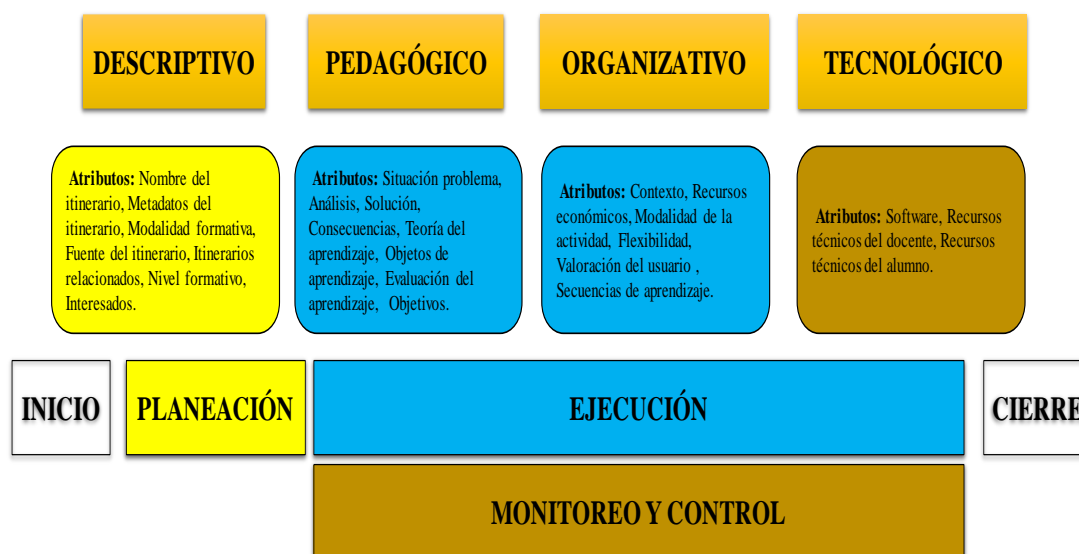 DESCRIPTIVO
PEDAGÓGICO
ORGANIZATIVO
TECNOLÓGICO
Atributos: Nombre del
itinerario, Metadatos del
itinerario, Modalidad formativa,
Fuente del itinerario, Itinerarios
relacionados, Nivel formativo,
Interesados.
Atributos: Situación problema,
Análisis, Solución,
Consecuencias, Teoría del
aprendizaje, Objetos de
aprendizaje, Evaluación del
aprendizaje, Objetivos.
Atributos: Contexto, Recursos
económicos, Modalidad de la
actividad, Flexibilidad,
Valoración del usuario ,
Secuencias de aprendizaje.
Atributos: Software, Recursos
técnicos del docente, Recursos
técnicos del alumno.
INICIO
PLANEACIÓN
EJECUCIÓN
CIERRE
MONITOREO Y CONTROL